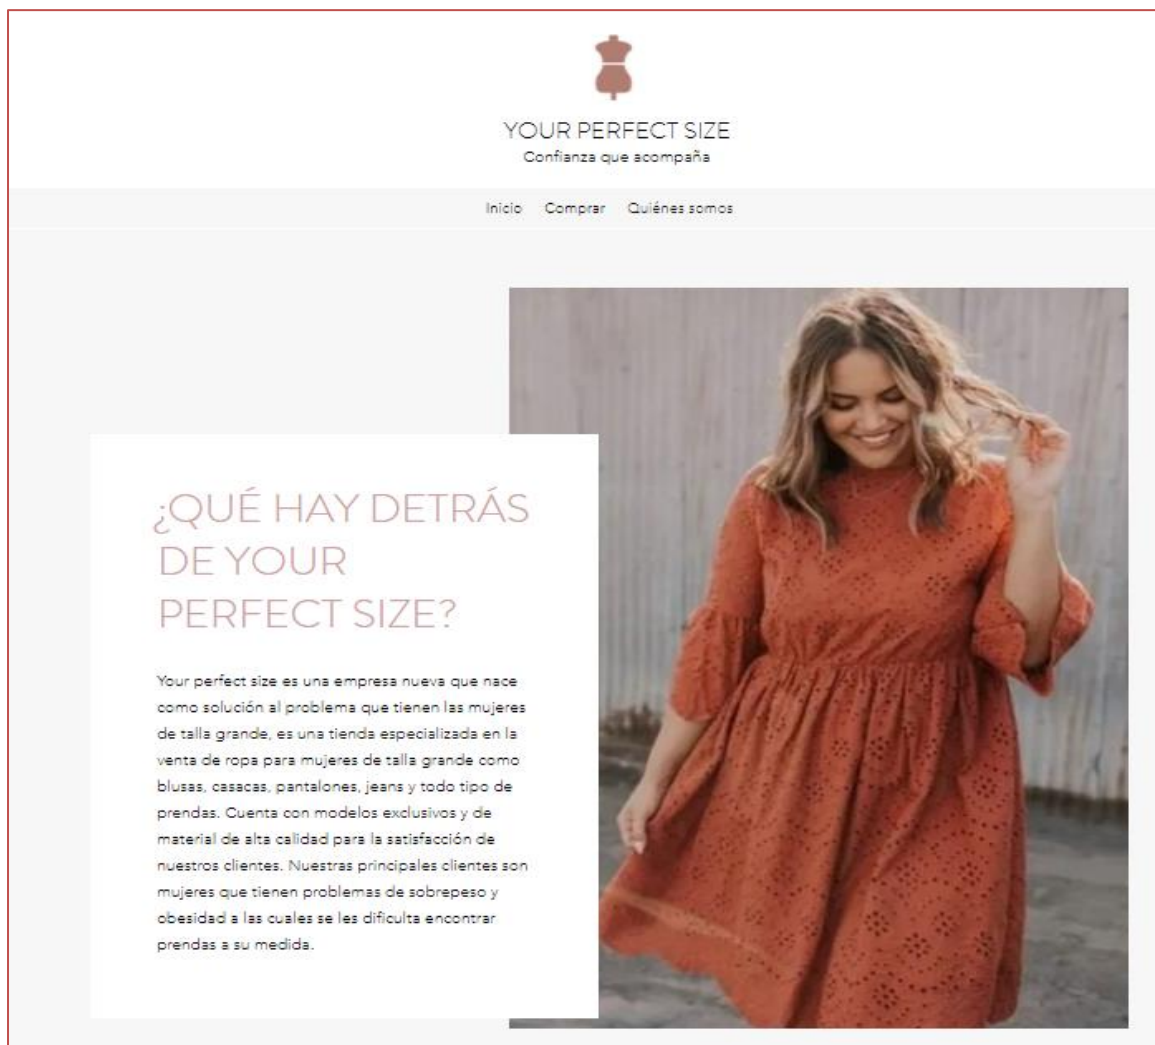 YOUR PERFECT SIZE
Confianza que acompaña
Inicio Comprar Quiénes somos
¿QUÉ HAY DETRÁS
DE YOUR
PERFECT SIZE?
Your perfect size es una empresa nueva que nace
como solución al problema que tienen las mujeres
de talla grande, es una tienda especializada en la
venta de ropa para mujeres de talla grande como
blusas, casacas, pantalones, jeans y todo tipo de
prendas. Cuenta con modelos exclusivos y de
material de alta calidad para la satisfacción de
nuestros clientes. Nuestras principales clientes son
mujeres que tienen problemas de sobrepeso y
obesidad a las cuales se les dificulta encontrar
prendas a su medida.